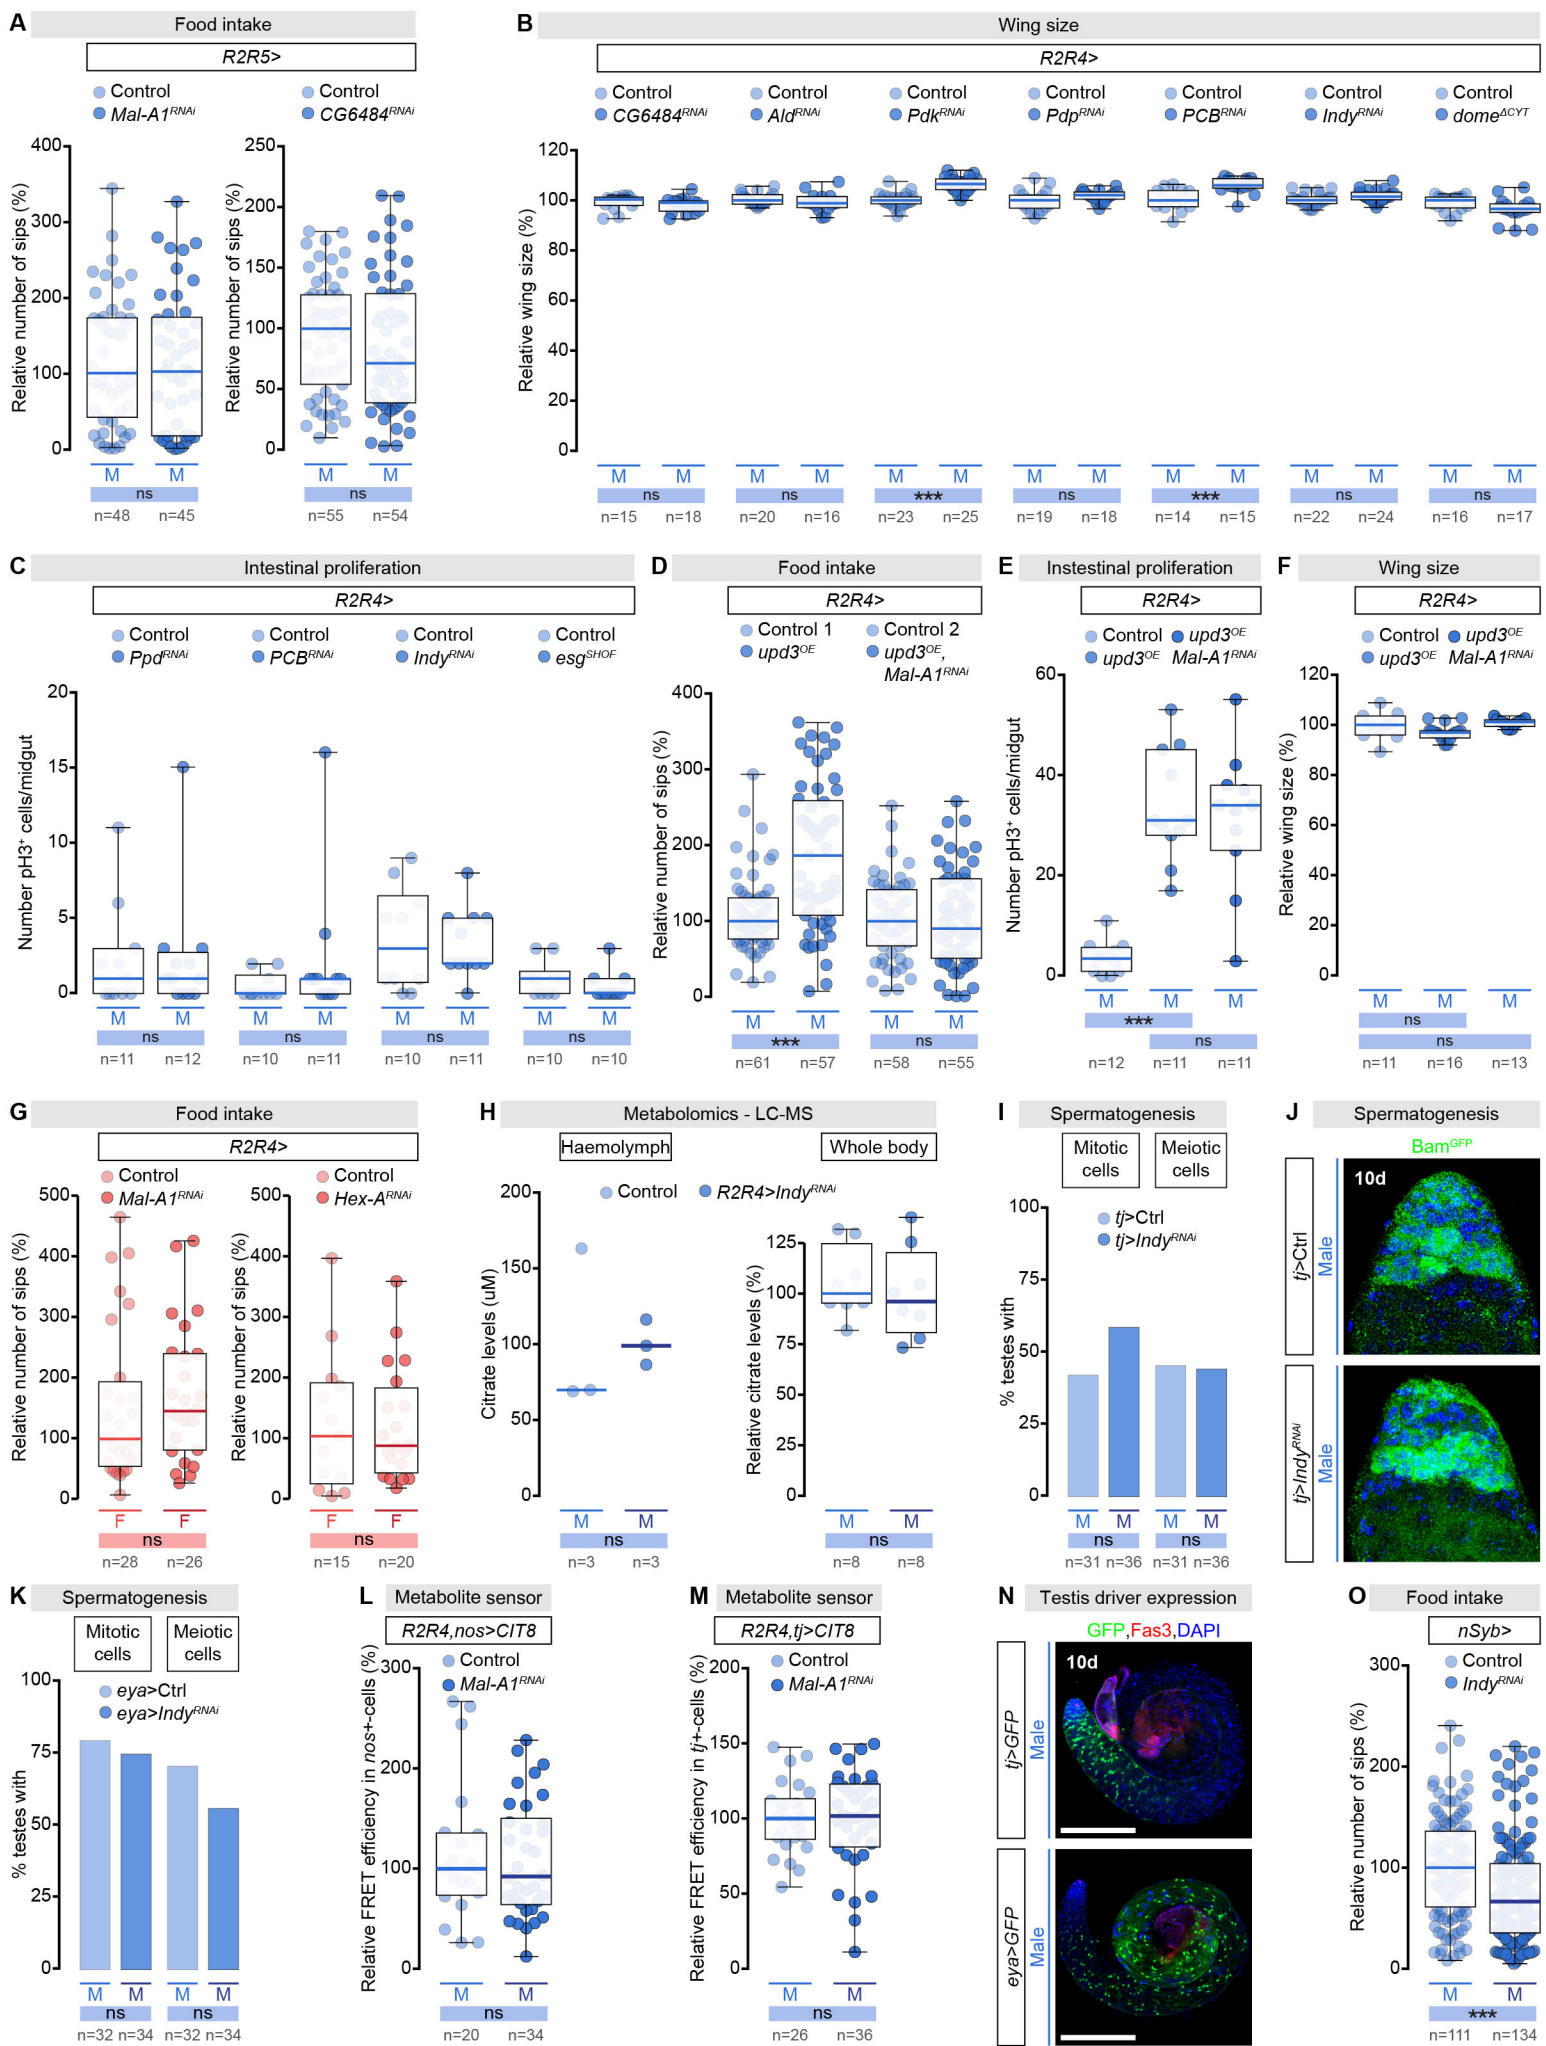 A Food intake
R2R5>
Control
Mal-A1RNAi
Control
CG6484RNAi
Relative number of sips (%)
400
300
200
100
0
M M
ns
n=48 n=45
Relative number of sips (%)
250
200
150
100
50
0
M M
ns
n=55 n=54
B Wing size
R2R4>
Control
CG6484RNAi
Control
AldRNAi
Control
PdkRNAi
Control
PdpRNAi
Control
PCBRNAi
Control
IndyRNAi
Control
domeΔCYT
Relative wing size (%)
120
100
80
60
40
20
0
M M M M M M M M M M M M M M
ns ns *** ns *** ns ns
n=15 n=18 n=20 n=16 n=23 n=25 n=19 n=18 n=14 n=15 n=22 n=24 n=16 n=17
C Intestinal proliferation
R2R4>
Control
PpdRNAi
Control
PCBRNAi
Control
IndyRNAi
Control
esgSHOF
Number pH3+ cells/midgut
20
15
10
5
0
M M M M M M M M
ns ns ns ns
n=11 n=12 n=10 n=11 n=10 n=11 n=10 n=10
D Food intake
R2R4>
Control 1
upd3OE
Control 2
upd3OE,
Mal-A1RNAi
Relative number of sips (%)
400
300
200
100
0
M M M M
*** ns
n=61 n=57 n=58 n=55
E Instestinal proliferation
R2R4>
Control upd3OE
upd3OE Mal-A1RNAi
Number pH3+ cells/midgut
60
40
20
0
M M M
***
ns
n=12 n=11 n=11
F Wing size
R2R4>
Control upd3OE
upd3OE Mal-A1RNAi
Relative wing size (%)
120
100
80
60
40
20
0
M M M
ns
ns
n=11 n=16 n=13
G Food intake
R2R4>
Control
Mal-A1RNAi
Control
Hex-ARNAi
Relative number of sips (%)
500
400
300
200
100
0
F F
ns
n=28 n=26
Relative number of sips (%)
500
400
300
200
100
0
F F
ns
n=15 n=20
H Metabolomics - LC-MS
Haemolymph Whole body
Control R2R4>IndyRNAi
Citrate levels (uM)
200
150
100
50
0
M M
ns
n=3 n=3
Relative citrate levels (%)
125
100
75
50
25
0
M M
ns
n=8 n=8
I Spermatogenesis
Mitotic
cells
Meiotic
cells
tj>Ctrl
tj>IndyRNAi
% testes with
100
75
50
25
0
M M M M
ns ns
n=31 n=36 n=31 n=36
J Spermatogenesis
BamGFP
10d
tj>Ctrl
Male
tj>IndyRNAi
Male
K Spermatogenesis
Mitotic
cells
Meiotic
cells
eya>Ctrl
eya>IndyRNAi
% testes with
100
75
50
25
0
M M M M
ns ns
n=32 n=34 n=32 n=34
L Metabolite sensor
R2R4,nos>CIT8
Control
Mal-A1RNAi
Relative FRET efficiency in nos+-cells (%)
300
200
100
0
M M
ns
n=20 n=34
M Metabolite sensor
R2R4,tj>CIT8
Control
Mal-A1RNAi
Relative FRET efficiency in tj+-cells (%)
200
150
100
50
0
M M
ns
n=26 n=36
N Testis driver expression
GFP,Fas3,DAPI
10d
tj>GFP
Male
eya>GFP
Male
O Food intake
nSyb>
Control
IndyRNAi
Relative number of sips (%)
300
200
100
0
M M
***
n=111 n=134